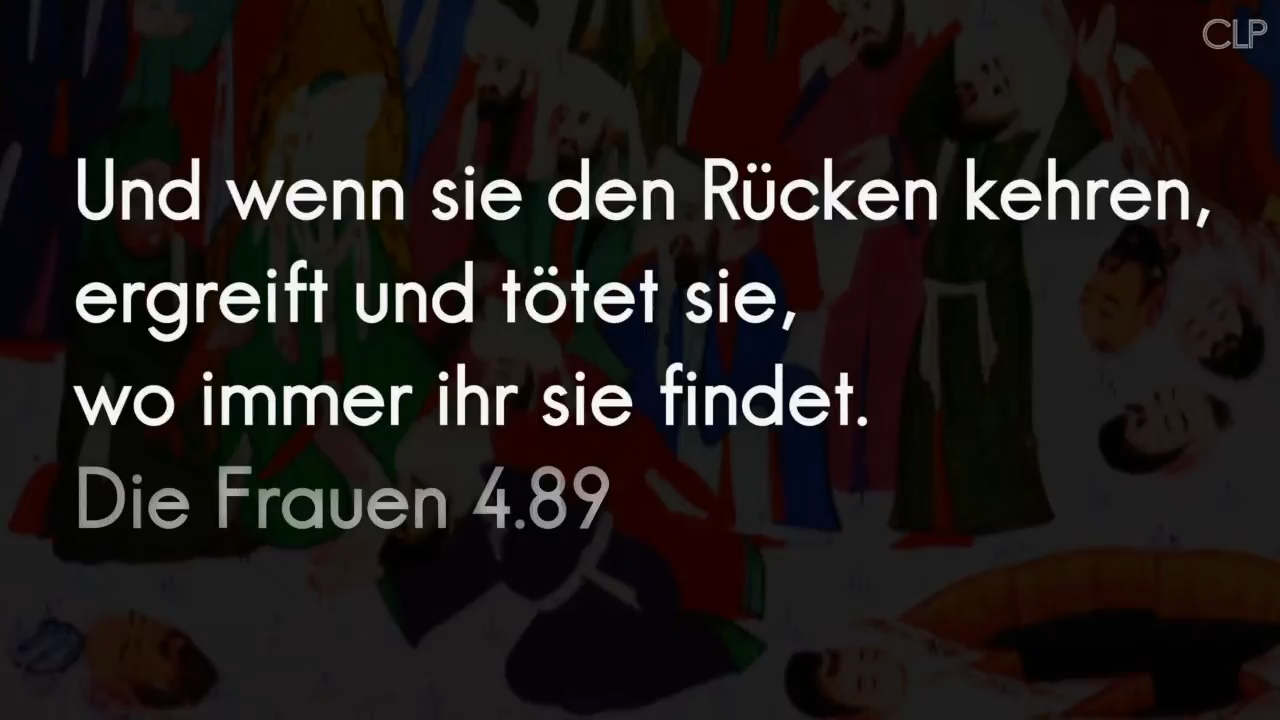 CLP
Und wenn sie den Rücken kehren,
ergreift und tötet sie,
wo immer ihr sie findet.
Die Frauen 4.89